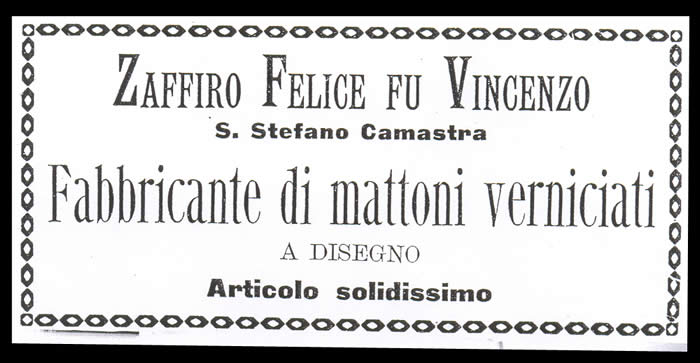 ZAFFIRO FELICE FU VINCENZO
S. Stefano Camastra
Fabbricante di mattoni verniciati
A DISEGNO
Articolo solidissimo